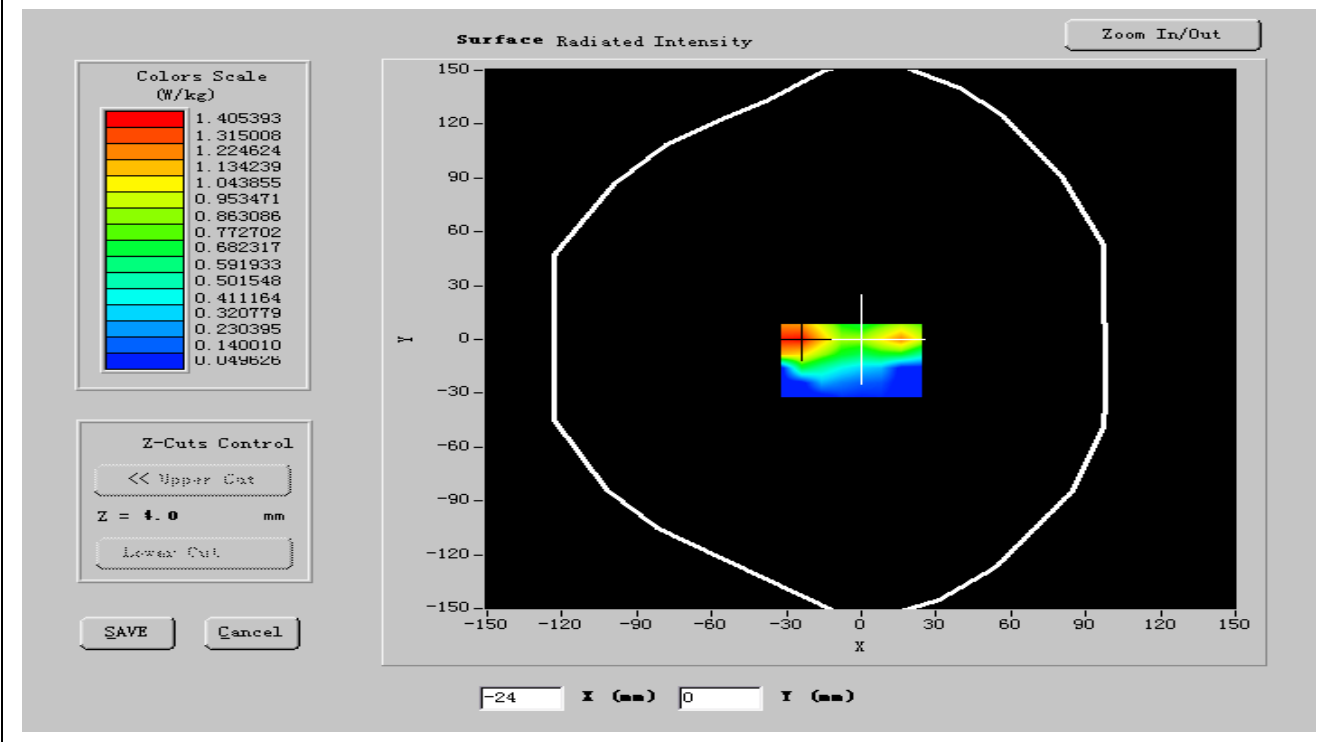 Surface Radiated Intensity
Zoom In/Out
Colors Scale
(W/kg)
1.405393
1.315008
1.224624
1.134239
1.043855
0.953471
0.863086
0.772702
0.682317
0.591933
0.501548
0.411164
0.320779
0.230395
0.140010
0.049626
Z-Cuts Control
<< Upper Cut
Z = 4.0 mm
Lower Cut
SAVE
Cancel
150
120
90
60
30
0
-30
-60
-90
-120
-150
Y
-150 -120 -90 -60 -30 0 30 60 90 120 150
X
-24 X (mm) 0 Y (mm)